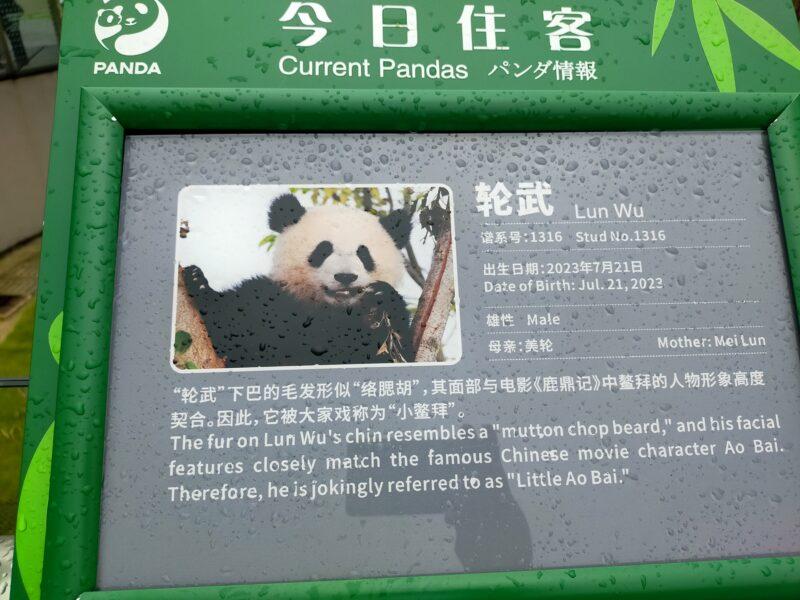 今日住客
PANDA
Current Pandas パンダ情報
轮武 Lun Wu
谱系号：1316 Stud No.1316
出生日期：2023年7月21日
Date of Birth: Jul. 21, 2023
雄性 Male
母亲：美轮 Mother: Mei Lun
“轮武”下巴的毛发形似“络腮胡”，其面部与电影《鹿鼎记》中鳌拜的人物形象高度
契合。因此，它被大家戏称为“小鳌拜”。
The fur on Lun Wu's chin resembles a "mutton chop beard," and his facial
features closely match the famous Chinese movie character Ao Bai.
Therefore, he is jokingly referred to as "Little Ao Bai."